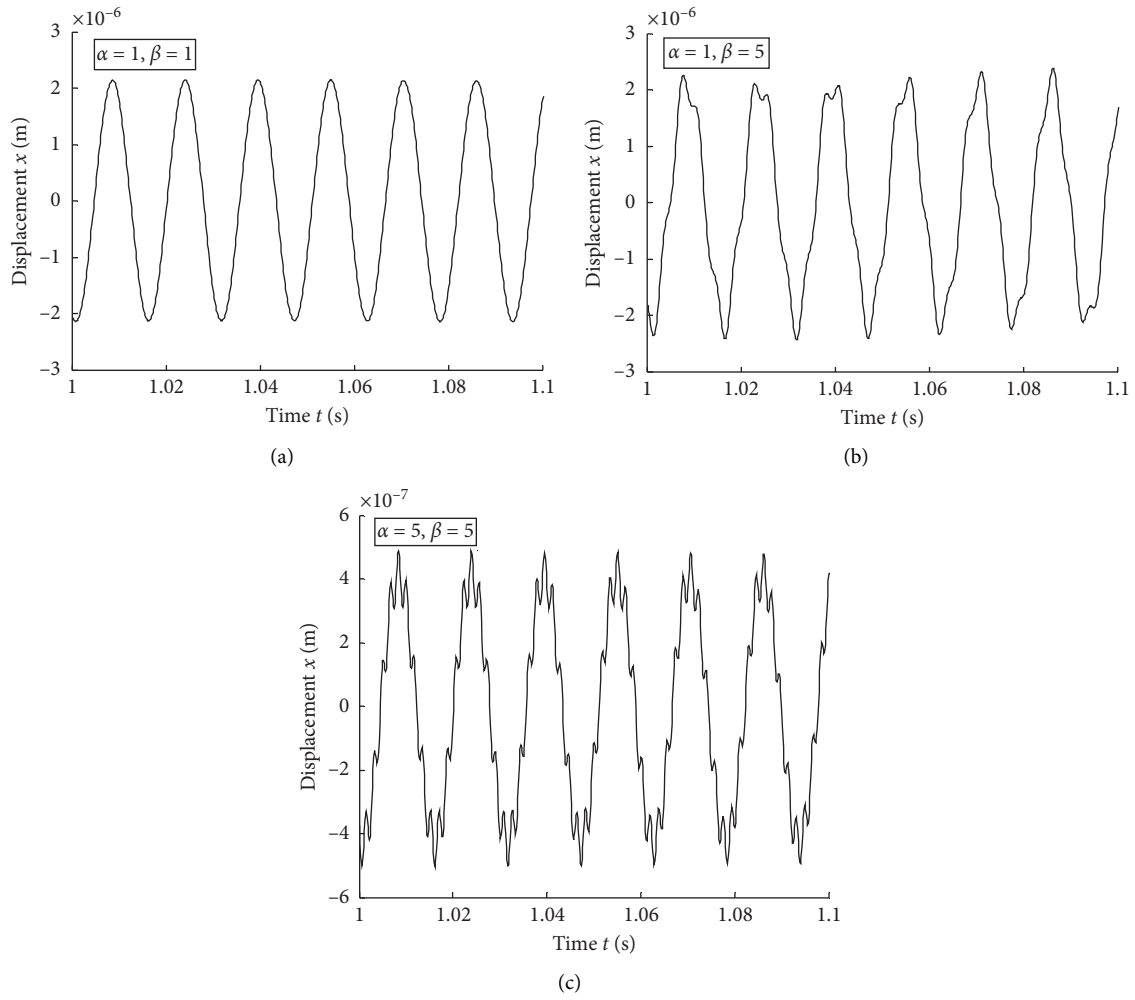 ×10⁻⁶
3
α = 1, β = 1
2
1
0
−1
−2
−3
Displacement x (m)
1 1.02 1.04 1.06 1.08 1.1
Time t (s)
(a)
×10⁻⁶
3
α = 1, β = 5
2
1
0
−1
−2
−3
Displacement x (m)
1 1.02 1.04 1.06 1.08 1.1
Time t (s)
(b)
×10⁻⁷
6
α = 5, β = 5
4
2
0
−2
−4
−6
Displacement x (m)
1 1.02 1.04 1.06 1.08 1.1
Time t (s)
(c)